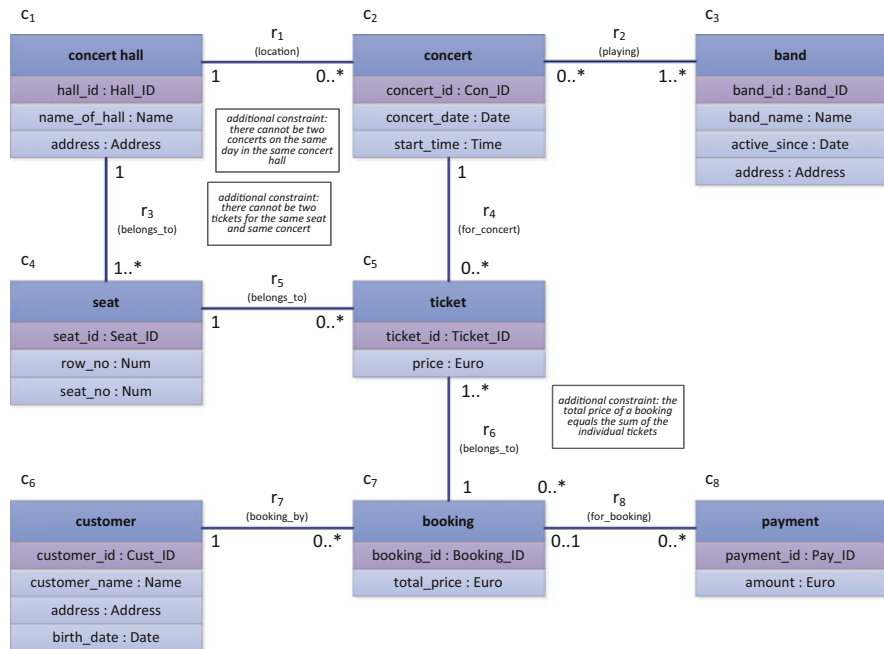 c1
c2
c3
r1
(location)
r2
(playing)
concert hall
concert
band
1
0..*
0..*
1..*
hall_id : Hall_ID
name_of_hall : Name
address : Address
concert_id : Con_ID
concert_date : Date
start_time : Time
band_id : Band_ID
band_name : Name
active_since : Date
address : Address
additional constraint:
there cannot be two
concerts on the same
day in the same concert
hall
1
1
additional constraint:
there cannot be two
tickets for the same seat
and same concert
r3
(belongs_to)
r4
(for_concert)
1..*
0..*
c4
c5
r5
(belongs_to)
seat
ticket
1
0..*
seat_id : Seat_ID
row_no : Num
seat_no : Num
ticket_id : Ticket_ID
price : Euro
1..*
additional constraint: the
total price of a booking
equals the sum of the
individual tickets
r6
(belongs_to)
1
0..*
c6
c7
c8
r7
(booking_by)
r8
(for_booking)
customer
booking
payment
1
0..*
0..1
0..*
customer_id : Cust_ID
customer_name : Name
address : Address
birth_date : Date
booking_id : Booking_ID
total_price : Euro
payment_id : Pay_ID
amount : Euro